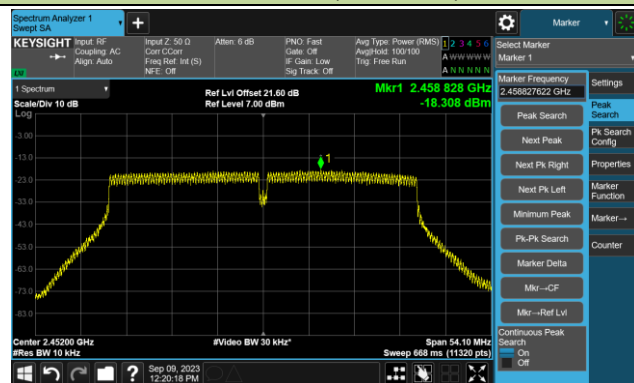 Spectrum Analyzer 1
Swept SA
Marker
KEYSIGHT
Input: RF
Coupling: AC
Align: Auto
Input Z: 50 Ω
Corr CCorr
Freq Ref: Int (S)
NFE: Off
Atten: 6 dB
PNO: Fast
Gate: Off
IF Gain: Low
Sig Track: Off
Avg Type: Power (RMS)
Avg|Hold: 100/100
Trig: Free Run
1 2 3 4 5 6
A W W W W W
A N N N N N
Select Marker
Marker 1
1 Spectrum
Scale/Div 10 dB
Log
Ref Lvl Offset 21.60 dB
Ref Level 7.00 dBm
Mkr1 2.458 828 GHz
-18.308 dBm
-3.00
-13.0
-23.0
-33.0
-43.0
-53.0
-63.0
-73.0
-83.0
1
Center 2.45200 GHz
#Res BW 10 kHz
#Video BW 30 kHz*
Span 54.10 MHz
Sweep 668 ms (11320 pts)
Marker Frequency
2.458827622 GHz
Peak Search
Next Peak
Next Pk Right
Next Pk Left
Minimum Peak
Pk-Pk Search
Marker Delta
Mkr→CF
Mkr→Ref Lvl
Continuous Peak
Search
On
Off
Settings
Peak
Search
Pk Search
Config
Properties
Marker
Function
Marker→
Counter
Sep 09, 2023
12:20:18 PM